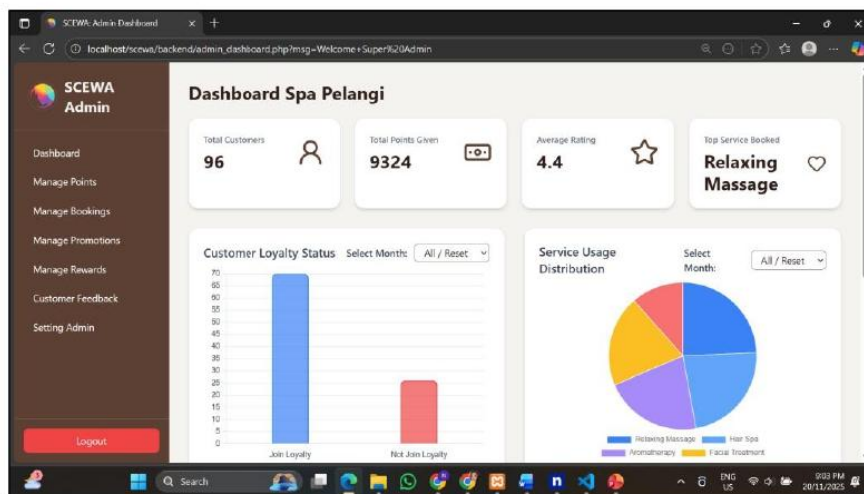 SCEWA: Admin Dashboard
localhost/scewa/backend/admin_dashboard.php?msg=Welcome+Super%20Admin
SCEWA
Admin
Dashboard
Manage Points
Manage Bookings
Manage Promotions
Manage Rewards
Customer Feedback
Setting Admin
Logout
Dashboard Spa Pelangi
Total Customers
96
Total Points Given
9324
Average Rating
4.4
Top Service Booked
Relaxing
Massage
Customer Loyalty Status
Select Month:
All / Reset
70
65
60
55
50
45
40
35
30
25
20
15
10
5
0
Join Loyalty
Not Join Loyalty
Service Usage
Distribution
Select
Month:
All / Reset
Relaxing Massage
Hair Spa
Aromatherapy
Facial Treatment
Search
ENG
US
9:03 PM
20/11/2025